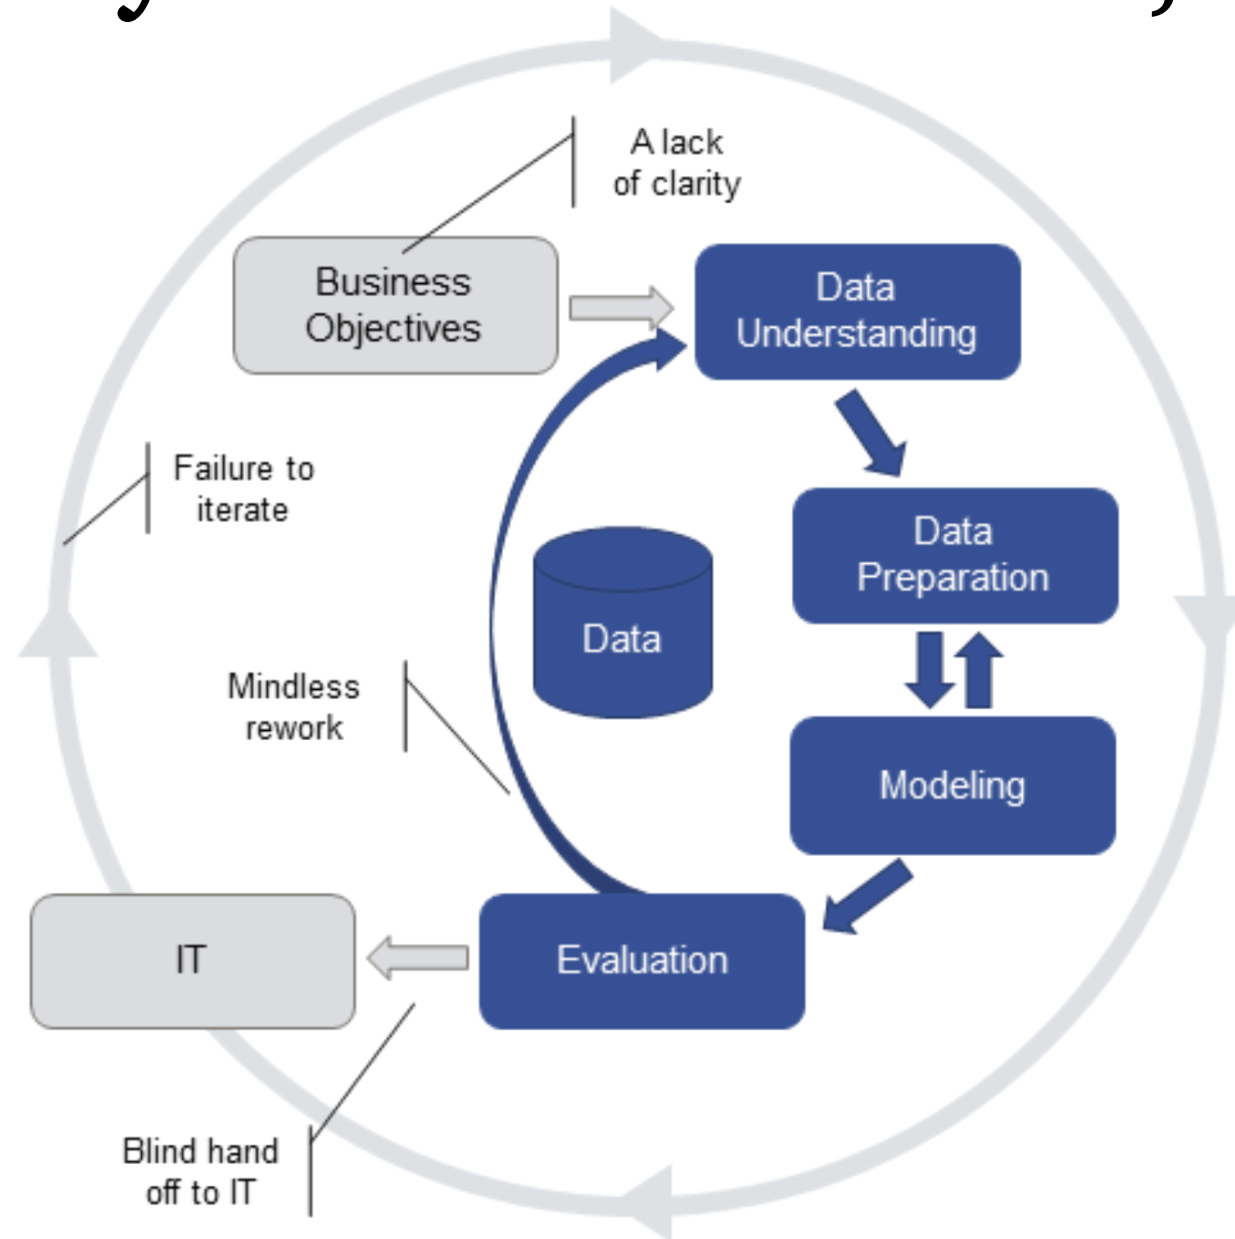 A lack
of clarity
Business
Objectives
Data
Understanding
Failure to
iterate
Data
Preparation
Data
Mindless
rework
Modeling
IT
Evaluation
Blind hand
off to IT